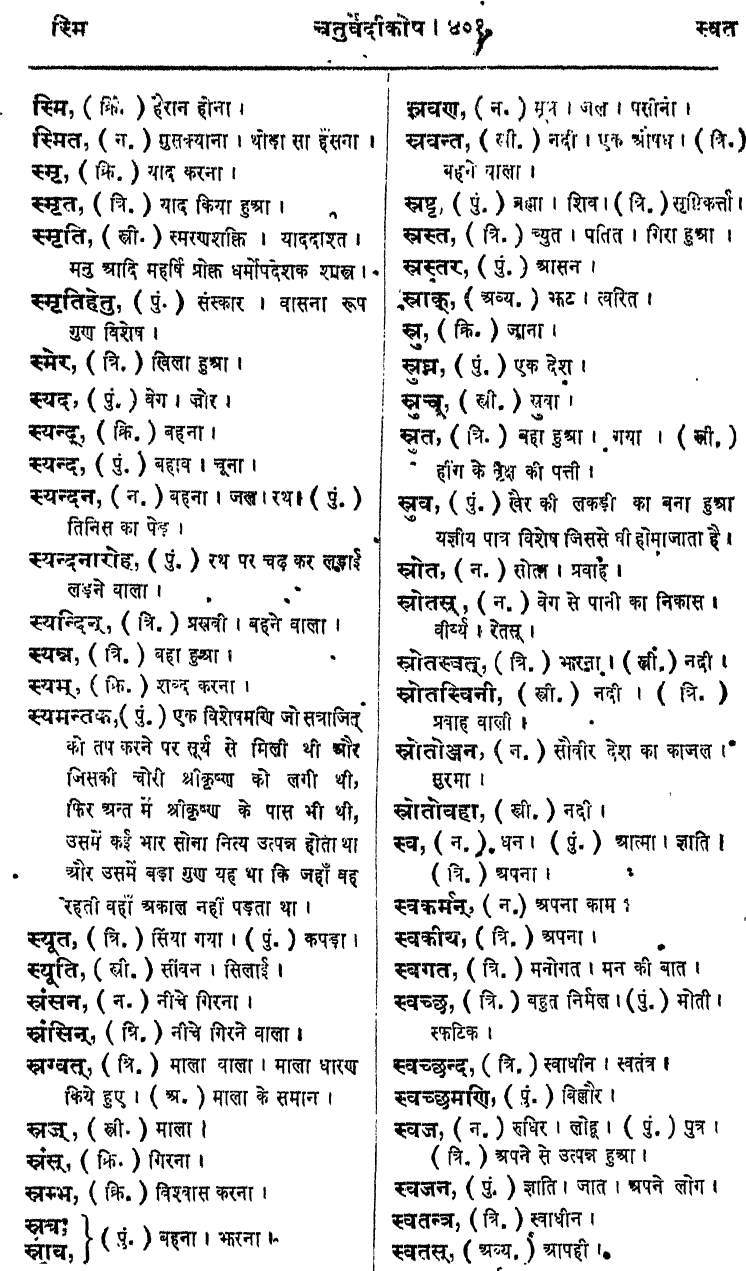 स्मि चतुर्वेदीकोष । ४०१ स्वत
स्मि, ( क्रि. ) हैरान होना ।
स्मित, ( न. ) मुसक्याना । थोड़ा सा हँसना ।
स्मृ, ( क्रि. ) याद करना ।
स्मृत, ( त्रि. ) याद किया हुआ ।
स्मृति, ( स्त्री. ) स्मरणशक्ति । याददाश्त ।
मनु आदि महर्षि प्रोक्त धर्मोपदेशक शास्त्र ।
स्मृतिहेतु, ( पुं. ) संस्कार । वासना रूप
गुण विशेष ।
स्मेर, ( त्रि. ) खिला हुआ ।
स्यद, ( पुं. ) वेग । ज़ोर ।
स्यन्द्, ( क्रि. ) बहना ।
स्यन्द, ( पुं. ) बहाव । चूना ।
स्यन्दन, ( न. ) बहना । जल । रथ । ( पुं. )
तिनिस का पेड़ ।
स्यन्दनारोह, ( पुं. ) रथ पर चढ़ कर लड़ाई
लड़ने वाला ।
स्यन्दिन्, ( त्रि. ) प्रस्रवी । बहने वाला ।
स्यन्न, ( त्रि. ) बहा हुआ ।
स्यम्, ( क्रि. ) शब्द करना ।
स्यमन्तक, ( पुं. ) एक विशेषमणि जो सत्राजित्
को तप करने पर सूर्य से मिली थी और
जिसकी चोरी श्रीकृष्ण को लगी थी,
फिर अन्त में श्रीकृष्ण के पास भी थी,
उसमें कई भार सोना नित्य उत्पन्न होता था
और उसमें बड़ा गुण यह था कि जहाँ वह
रहती वहाँ अकाल नहीं पड़ता था ।
स्यूत, ( त्रि. ) सिंया गया । ( पुं. ) कपड़ा ।
स्यूति, ( स्त्री. ) सींवन । सिलाई ।
स्रंसन, ( न. ) नीचे गिरना ।
स्रंसिन्, ( त्रि. ) नीचे गिरने वाला ।
स्रग्वत्, ( त्रि. ) माला वाला । माला धारण
किये हुए । ( अ. ) माला के समान ।
स्रज्, ( स्त्री. ) माला ।
स्रंस्, ( क्रि. ) गिरना ।
स्रम्भ, ( क्रि. ) विश्वास करना ।
स्रव,
स्राव, } ( पुं. ) बहना । झरना ।
स्रवण, ( न. ) मूत्र । जल । पसीना ।
स्रवन्त, ( स्त्री. ) नदी । एक औषध । ( त्रि. )
बहने वाला ।
स्रष्टृ, ( पुं. ) ब्रह्मा । शिव । ( त्रि. ) सृष्टिकर्त्ता ।
स्रस्त, ( त्रि. ) च्युत । पतित । गिरा हुआ ।
स्रस्तर, ( पुं. ) आसन ।
स्राक्, ( अव्य. ) झट । त्वरित ।
स्रु, ( क्रि. ) जाना ।
स्रुघ्न, ( पुं. ) एक देश ।
स्रुच्, ( स्त्री. ) स्रुवा ।
स्रुत, ( त्रि. ) बहा हुआ । गया । ( स्त्री. )
हींग के वृक्ष की पत्ती ।
स्रुव, ( पुं. ) खैर की लकड़ी का बना हुआ
यज्ञीय पात्र विशेष जिससे घी होमाजाता है ।
स्रोत, ( न. ) सोता । प्रवाह ।
स्रोतस्, ( न. ) वेग से पानी का निकास ।
वीर्य्य । रेतस् ।
स्रोतस्वत्, ( त्रि. ) झारना । ( स्त्री. ) नदी ।
स्रोतस्विनी, ( स्त्री. ) नदी । ( त्रि. )
प्रवाह वाली ।
स्रोतोञ्जन, ( न. ) सौवीर देश का काजल ।
सुरमा ।
स्रोतोवहा, ( स्त्री. ) नदी ।
स्व, ( न. ) धन । ( पुं. ) आत्मा । ज्ञाति ।
( त्रि. ) अपना ।
स्वकर्मन्, ( न. ) अपना काम ।
स्वकीय, ( त्रि. ) अपना ।
स्वगत, ( त्रि. ) मनोगत । मन की बात ।
स्वच्छ, ( त्रि. ) बहुत निर्मल । ( पुं. ) मोती ।
स्फटिक ।
स्वच्छन्द, ( त्रि. ) स्वाधीन । स्वतंत्र ।
स्वच्छमणि, ( पुं. ) बिल्लौर ।
स्वज, ( न. ) रुधिर । लोहू । ( पुं. ) पुत्र ।
( त्रि. ) अपने से उत्पन्न हुआ ।
स्वजन, ( पुं. ) ज्ञाति । जात । अपने लोग ।
स्वतन्त्र, ( त्रि. ) स्वाधीन ।
स्वतस्, ( अव्य. ) आपही ।